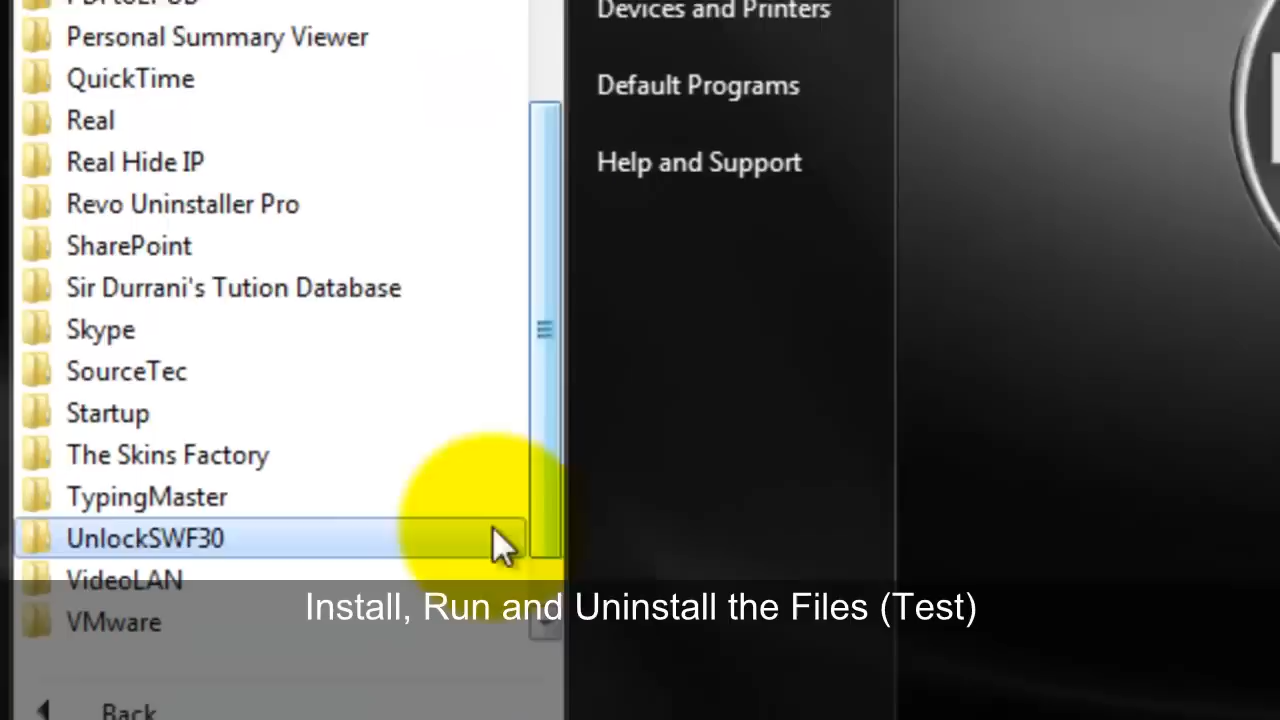 Personal Summary Viewer
QuickTime
Real
Real Hide IP
Revo Uninstaller Pro
SharePoint
Sir Durrani's Tution Database
Skype
SourceTec
Startup
The Skins Factory
TypingMaster
UnlockSWF30
VideoLAN
VMware
Back
Devices and Printers
Default Programs
Help and Support
Install, Run and Uninstall the Files (Test)